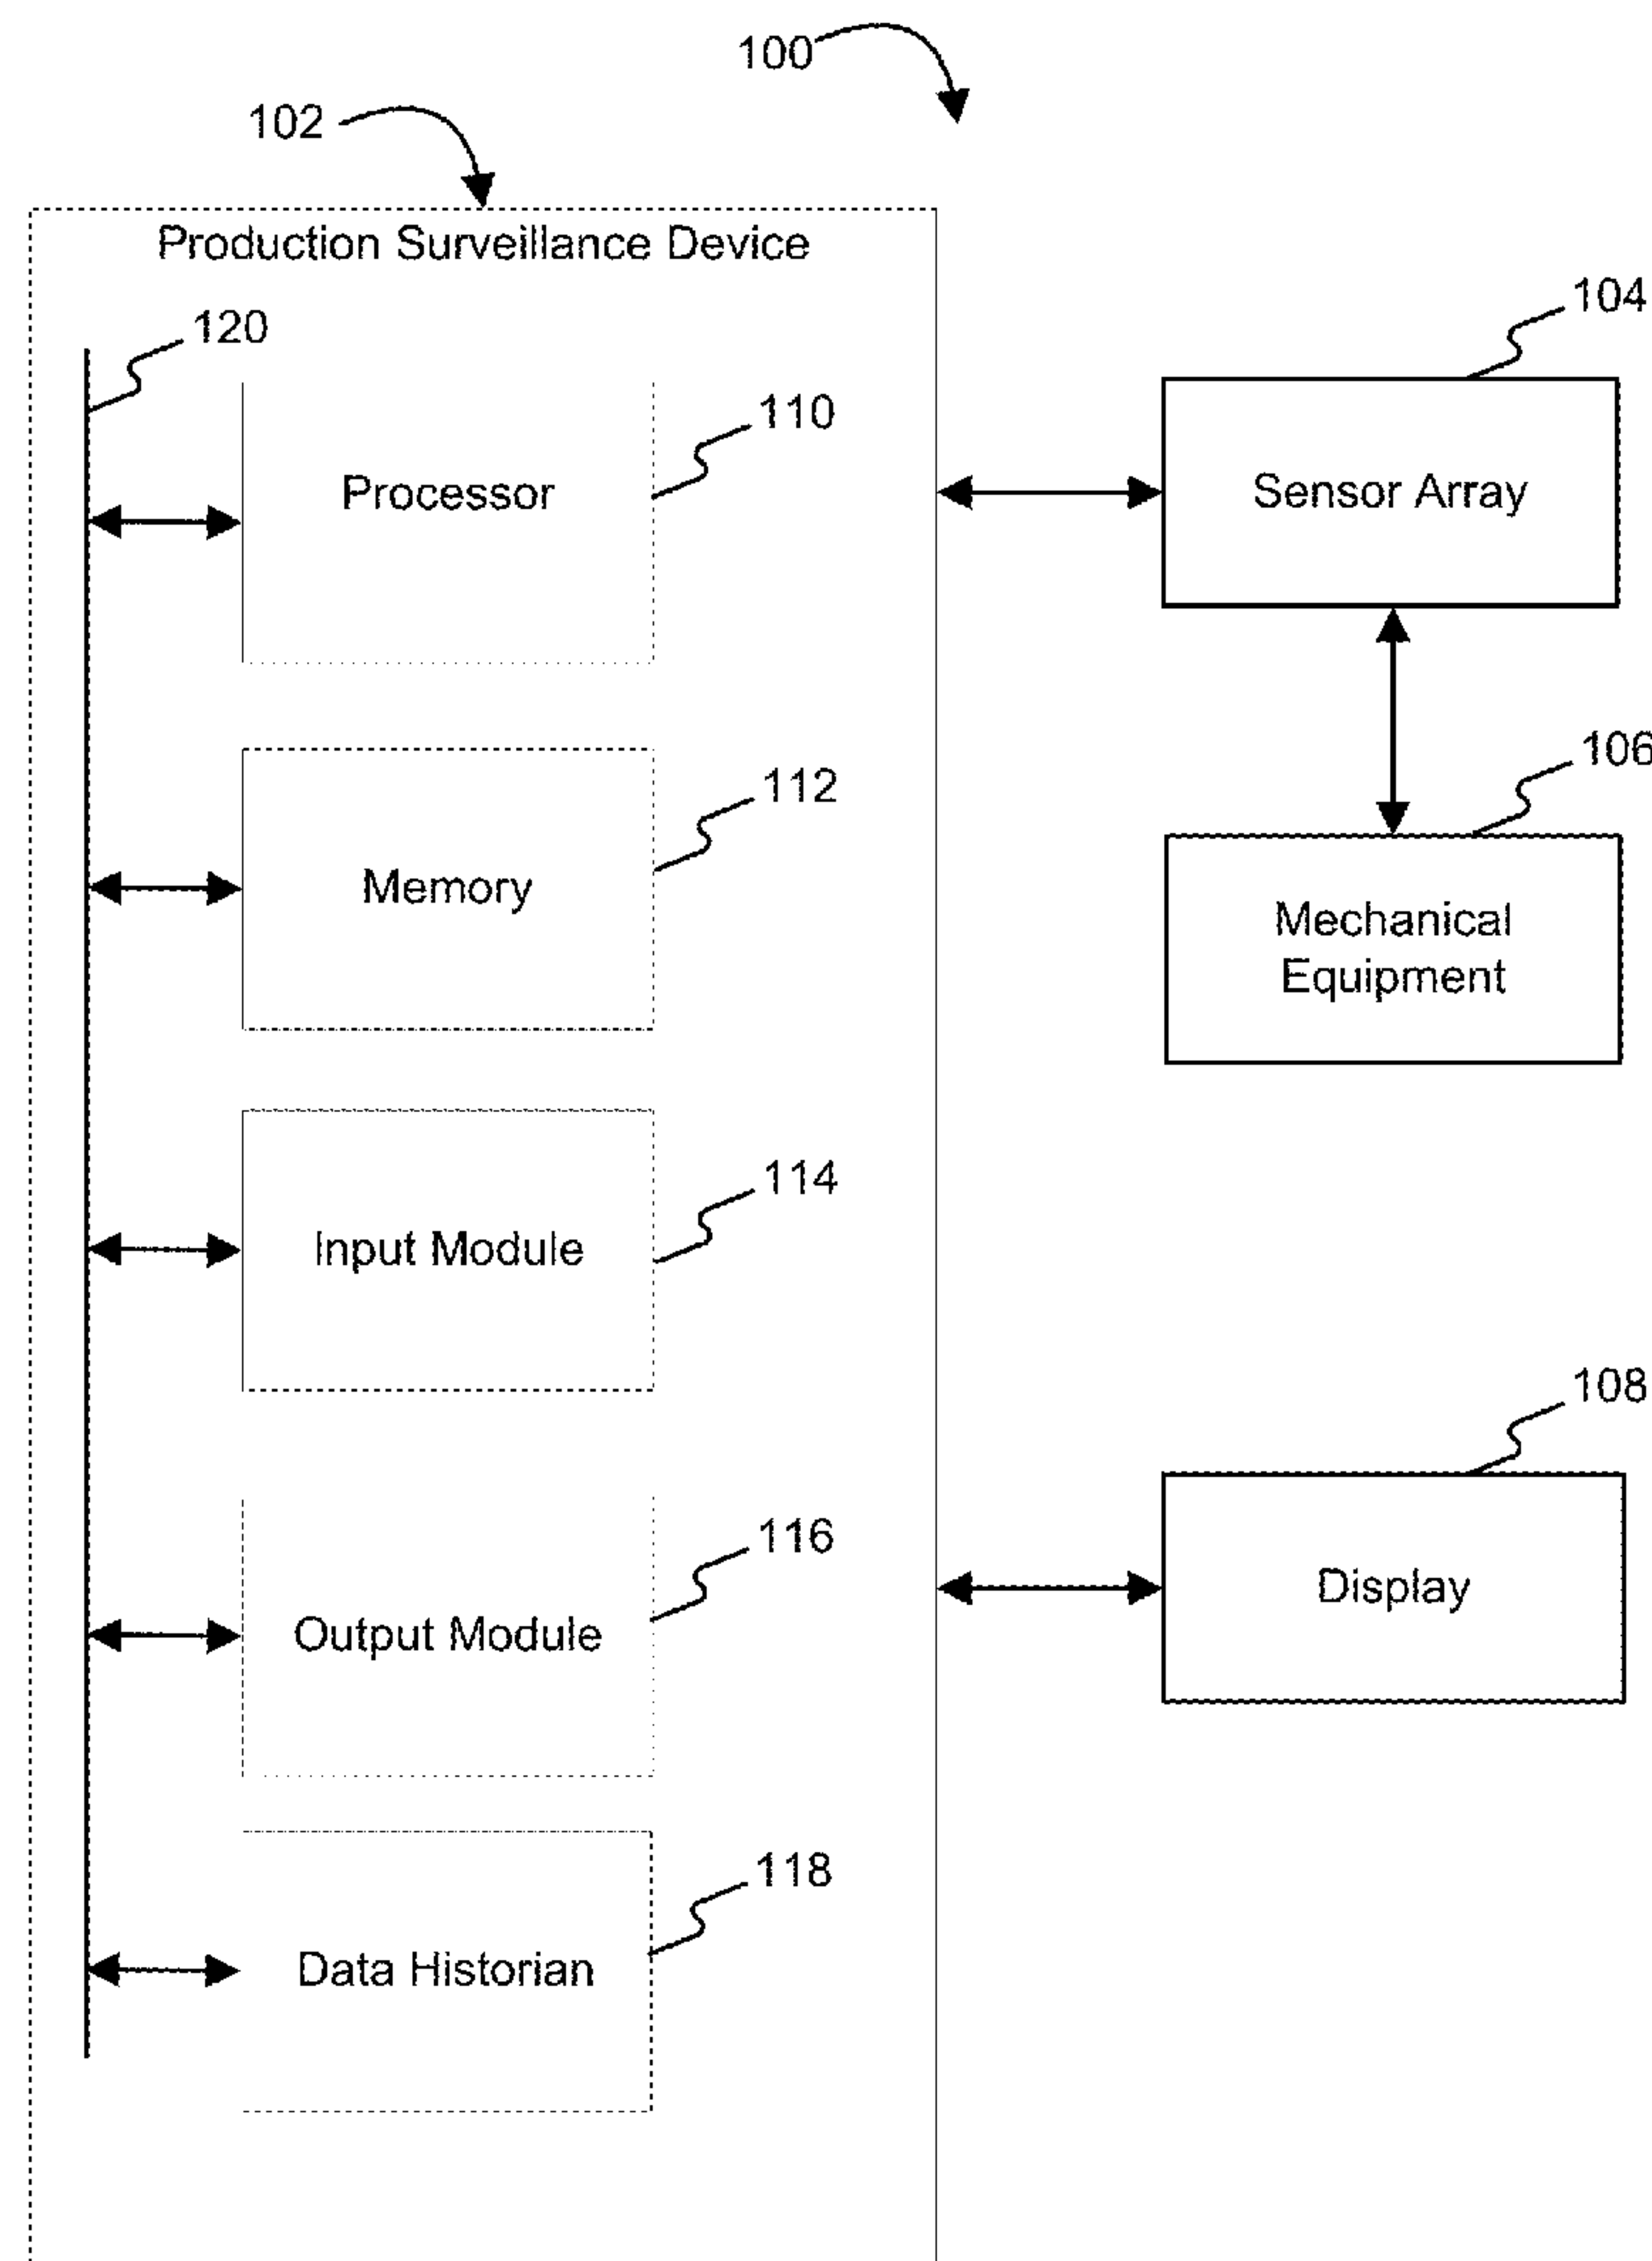 100
102
Production Surveillance Device
120
104
110
Processor
Sensor Array
106
112
Memory
Mechanical
Equipment
114
Input Module
108
116
Output Module
Display
118
Data Historian